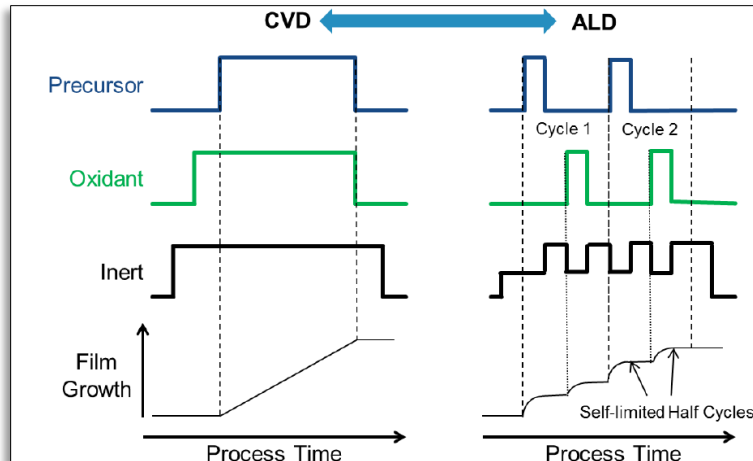 CVD ALD
Precursor
Cycle 1 Cycle 2
Oxidant
Inert
Film
Growth
Self-limited Half Cycles
Process Time Process Time